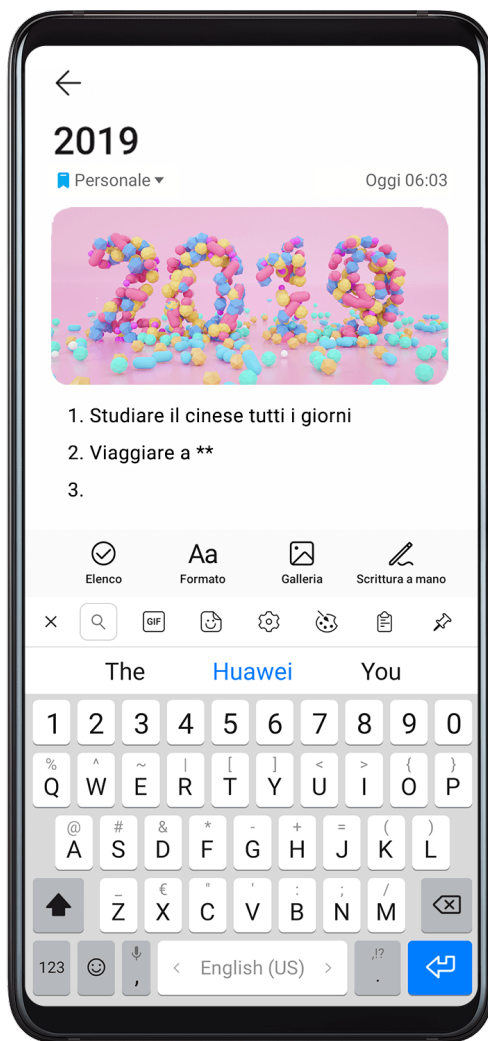 2019
Personale
Oggi 06:03
2019
1. Studiare il cinese tutti i giorni
2. Viaggiare a **
3.
Elenco
Aa
Formato
Galleria
Scrittura a mano
GIF
The Huawei You
1 2 3 4 5 6 7 8 9 0
% ^ ~ | [ ] < > { }
Q W E R T Y U I O P
@ # & * - + = ( )
A S D F G H J K L
_ € " ' : ; /
Z X C V B N M
123 , < English (US) > ,!? .